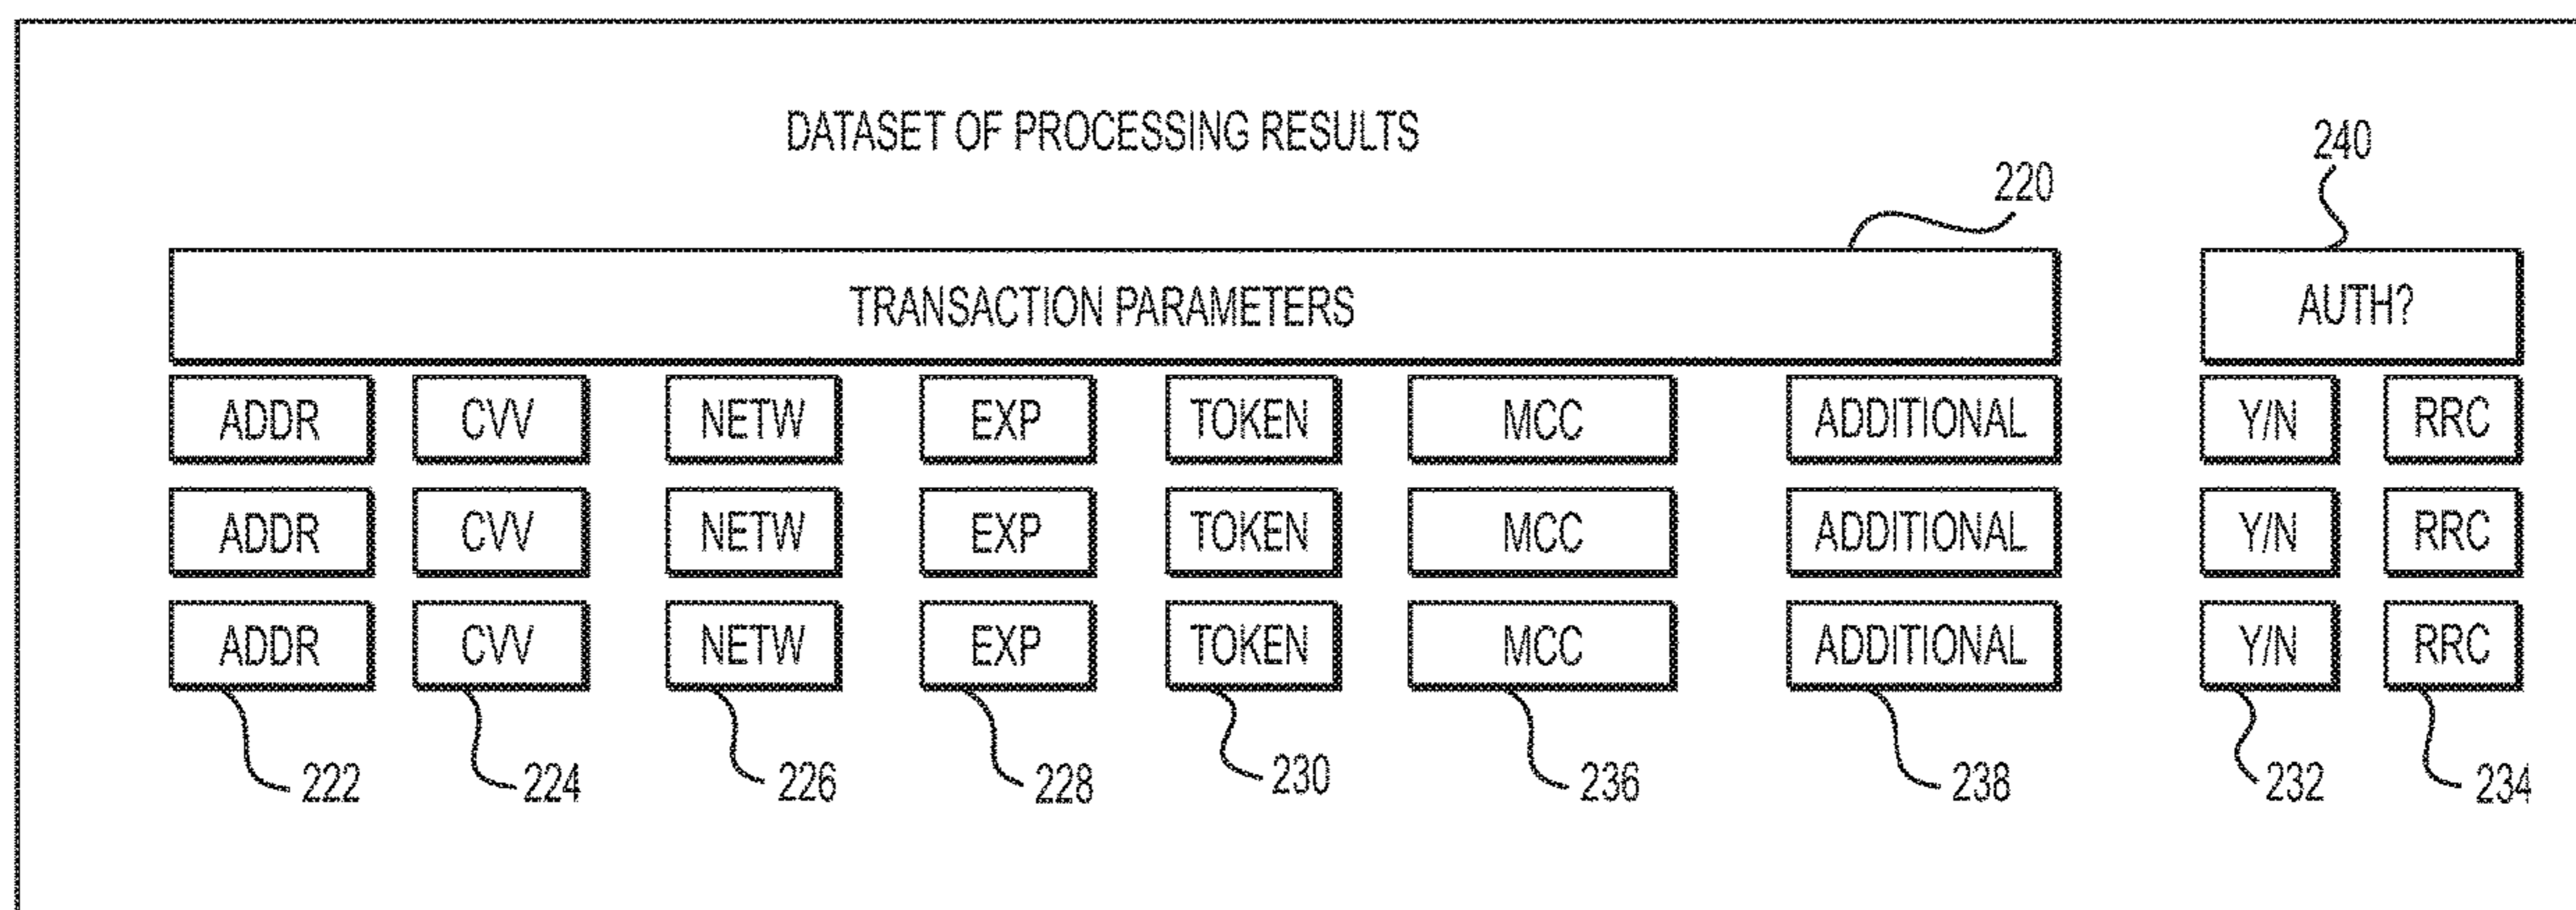 DATASET OF PROCESSING RESULTS
240
220
TRANSACTION PARAMETERS AUTH?
ADDR CVV NETW EXP TOKEN MCC ADDITIONAL Y/N RRC
ADDR CVV NETW EXP TOKEN MCC ADDITIONAL Y/N RRC
ADDR CVV NETW EXP TOKEN MCC ADDITIONAL Y/N RRC
222 224 226 228 230 236 238 232 234